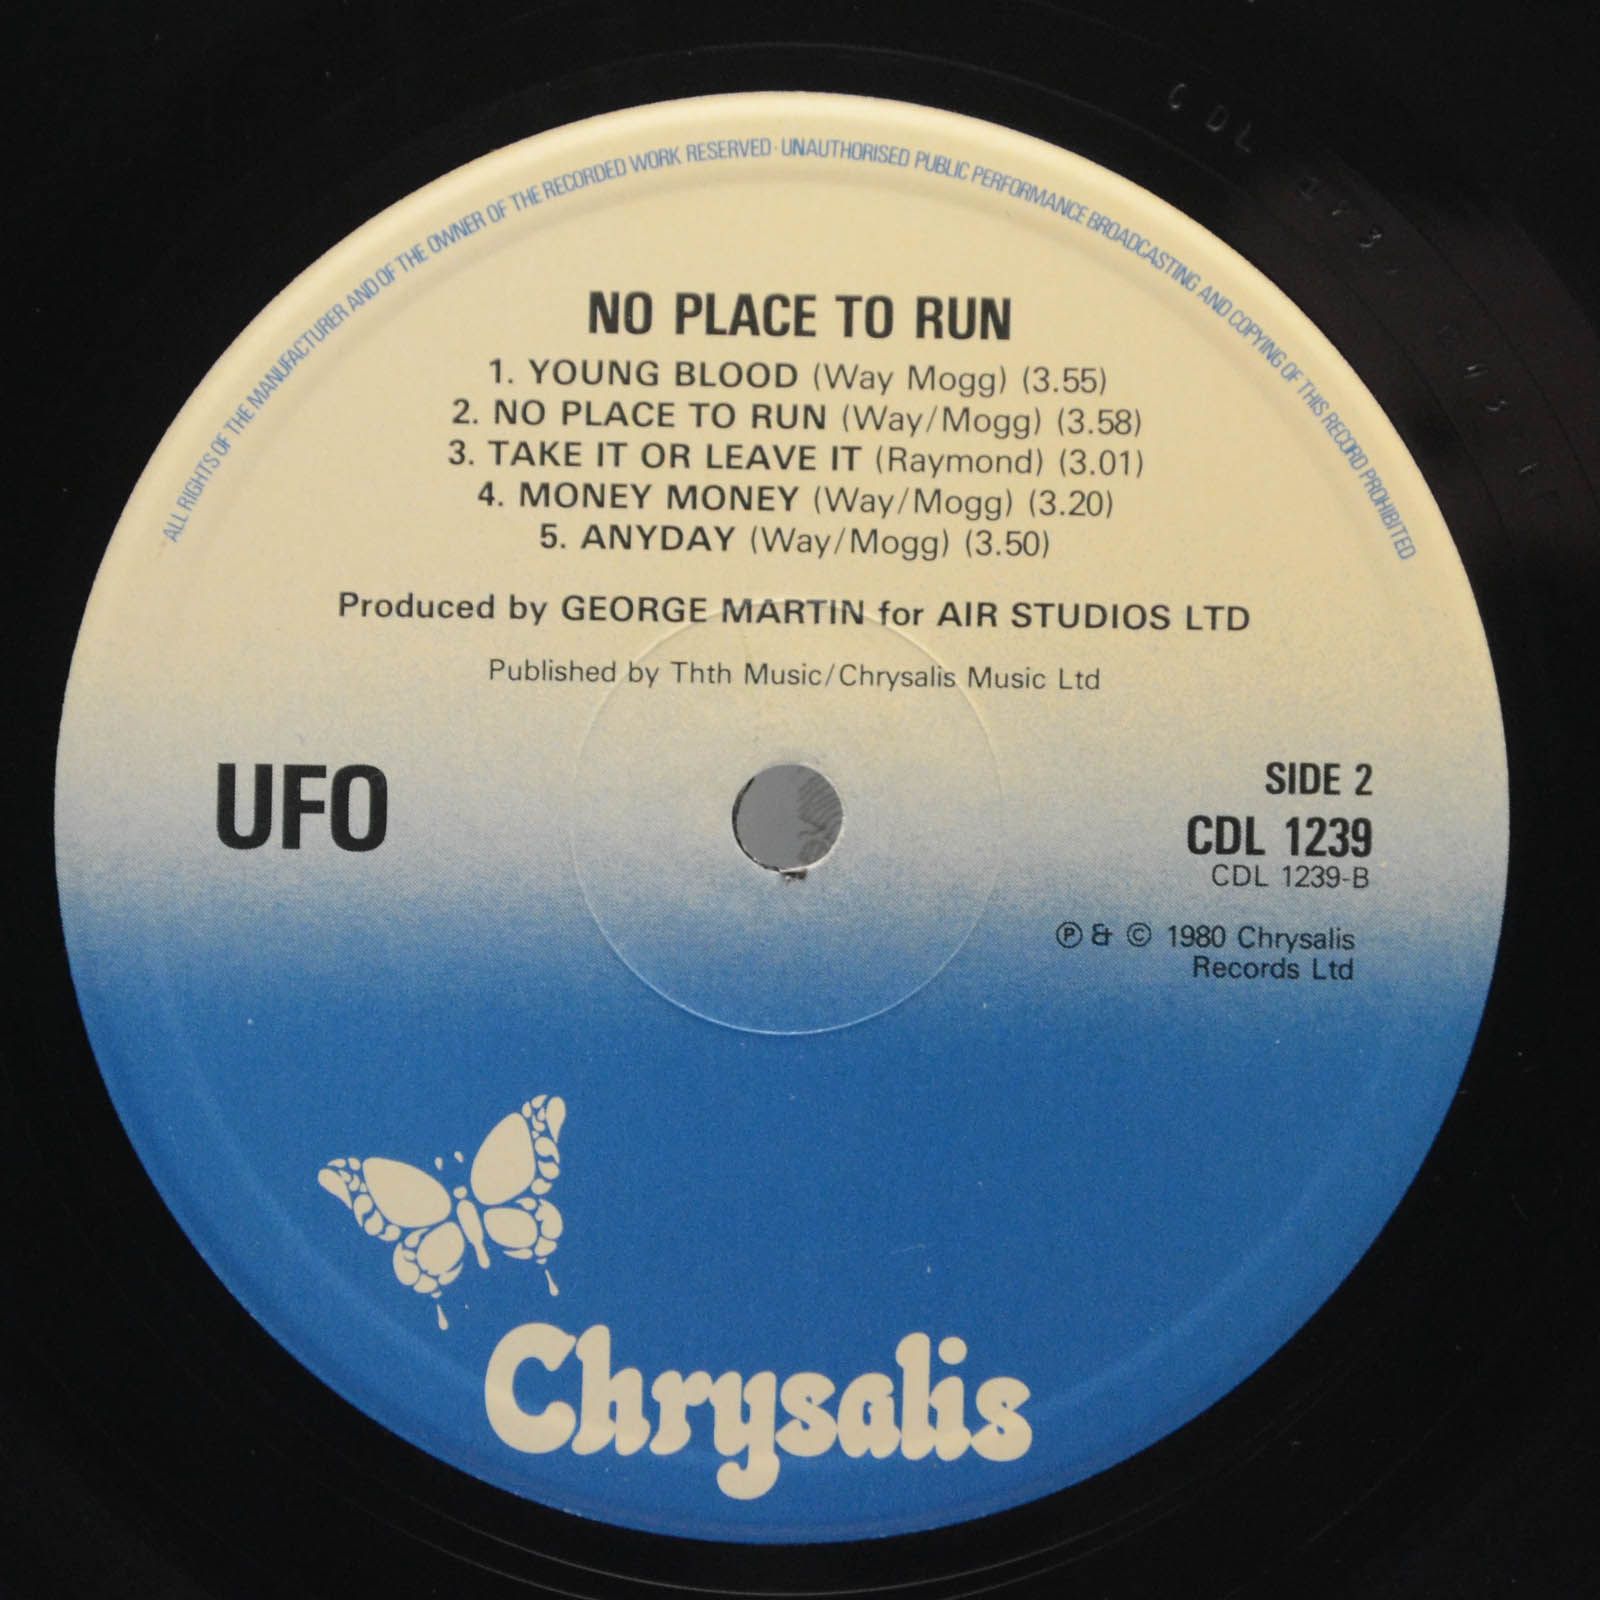 ALL RIGHTS OF THE MANUFACTURER AND OF THE OWNER OF THE RECORDED WORK RESERVED · UNAUTHORISED PUBLIC PERFORMANCE BROADCASTING AND COPYING OF THIS RECORD PROHIBITED
NO PLACE TO RUN
1. YOUNG BLOOD (Way Mogg) (3.55)
2. NO PLACE TO RUN (Way/Mogg) (3.58)
3. TAKE IT OR LEAVE IT (Raymond) (3.01)
4. MONEY MONEY (Way/Mogg) (3.20)
5. ANYDAY (Way/Mogg) (3.50)
Produced by GEORGE MARTIN for AIR STUDIOS LTD
Published by Thth Music/Chrysalis Music Ltd
UFO
SIDE 2
CDL 1239
CDL 1239-B
Ⓟ & © 1980 Chrysalis
Records Ltd
Chrysalis
CDL